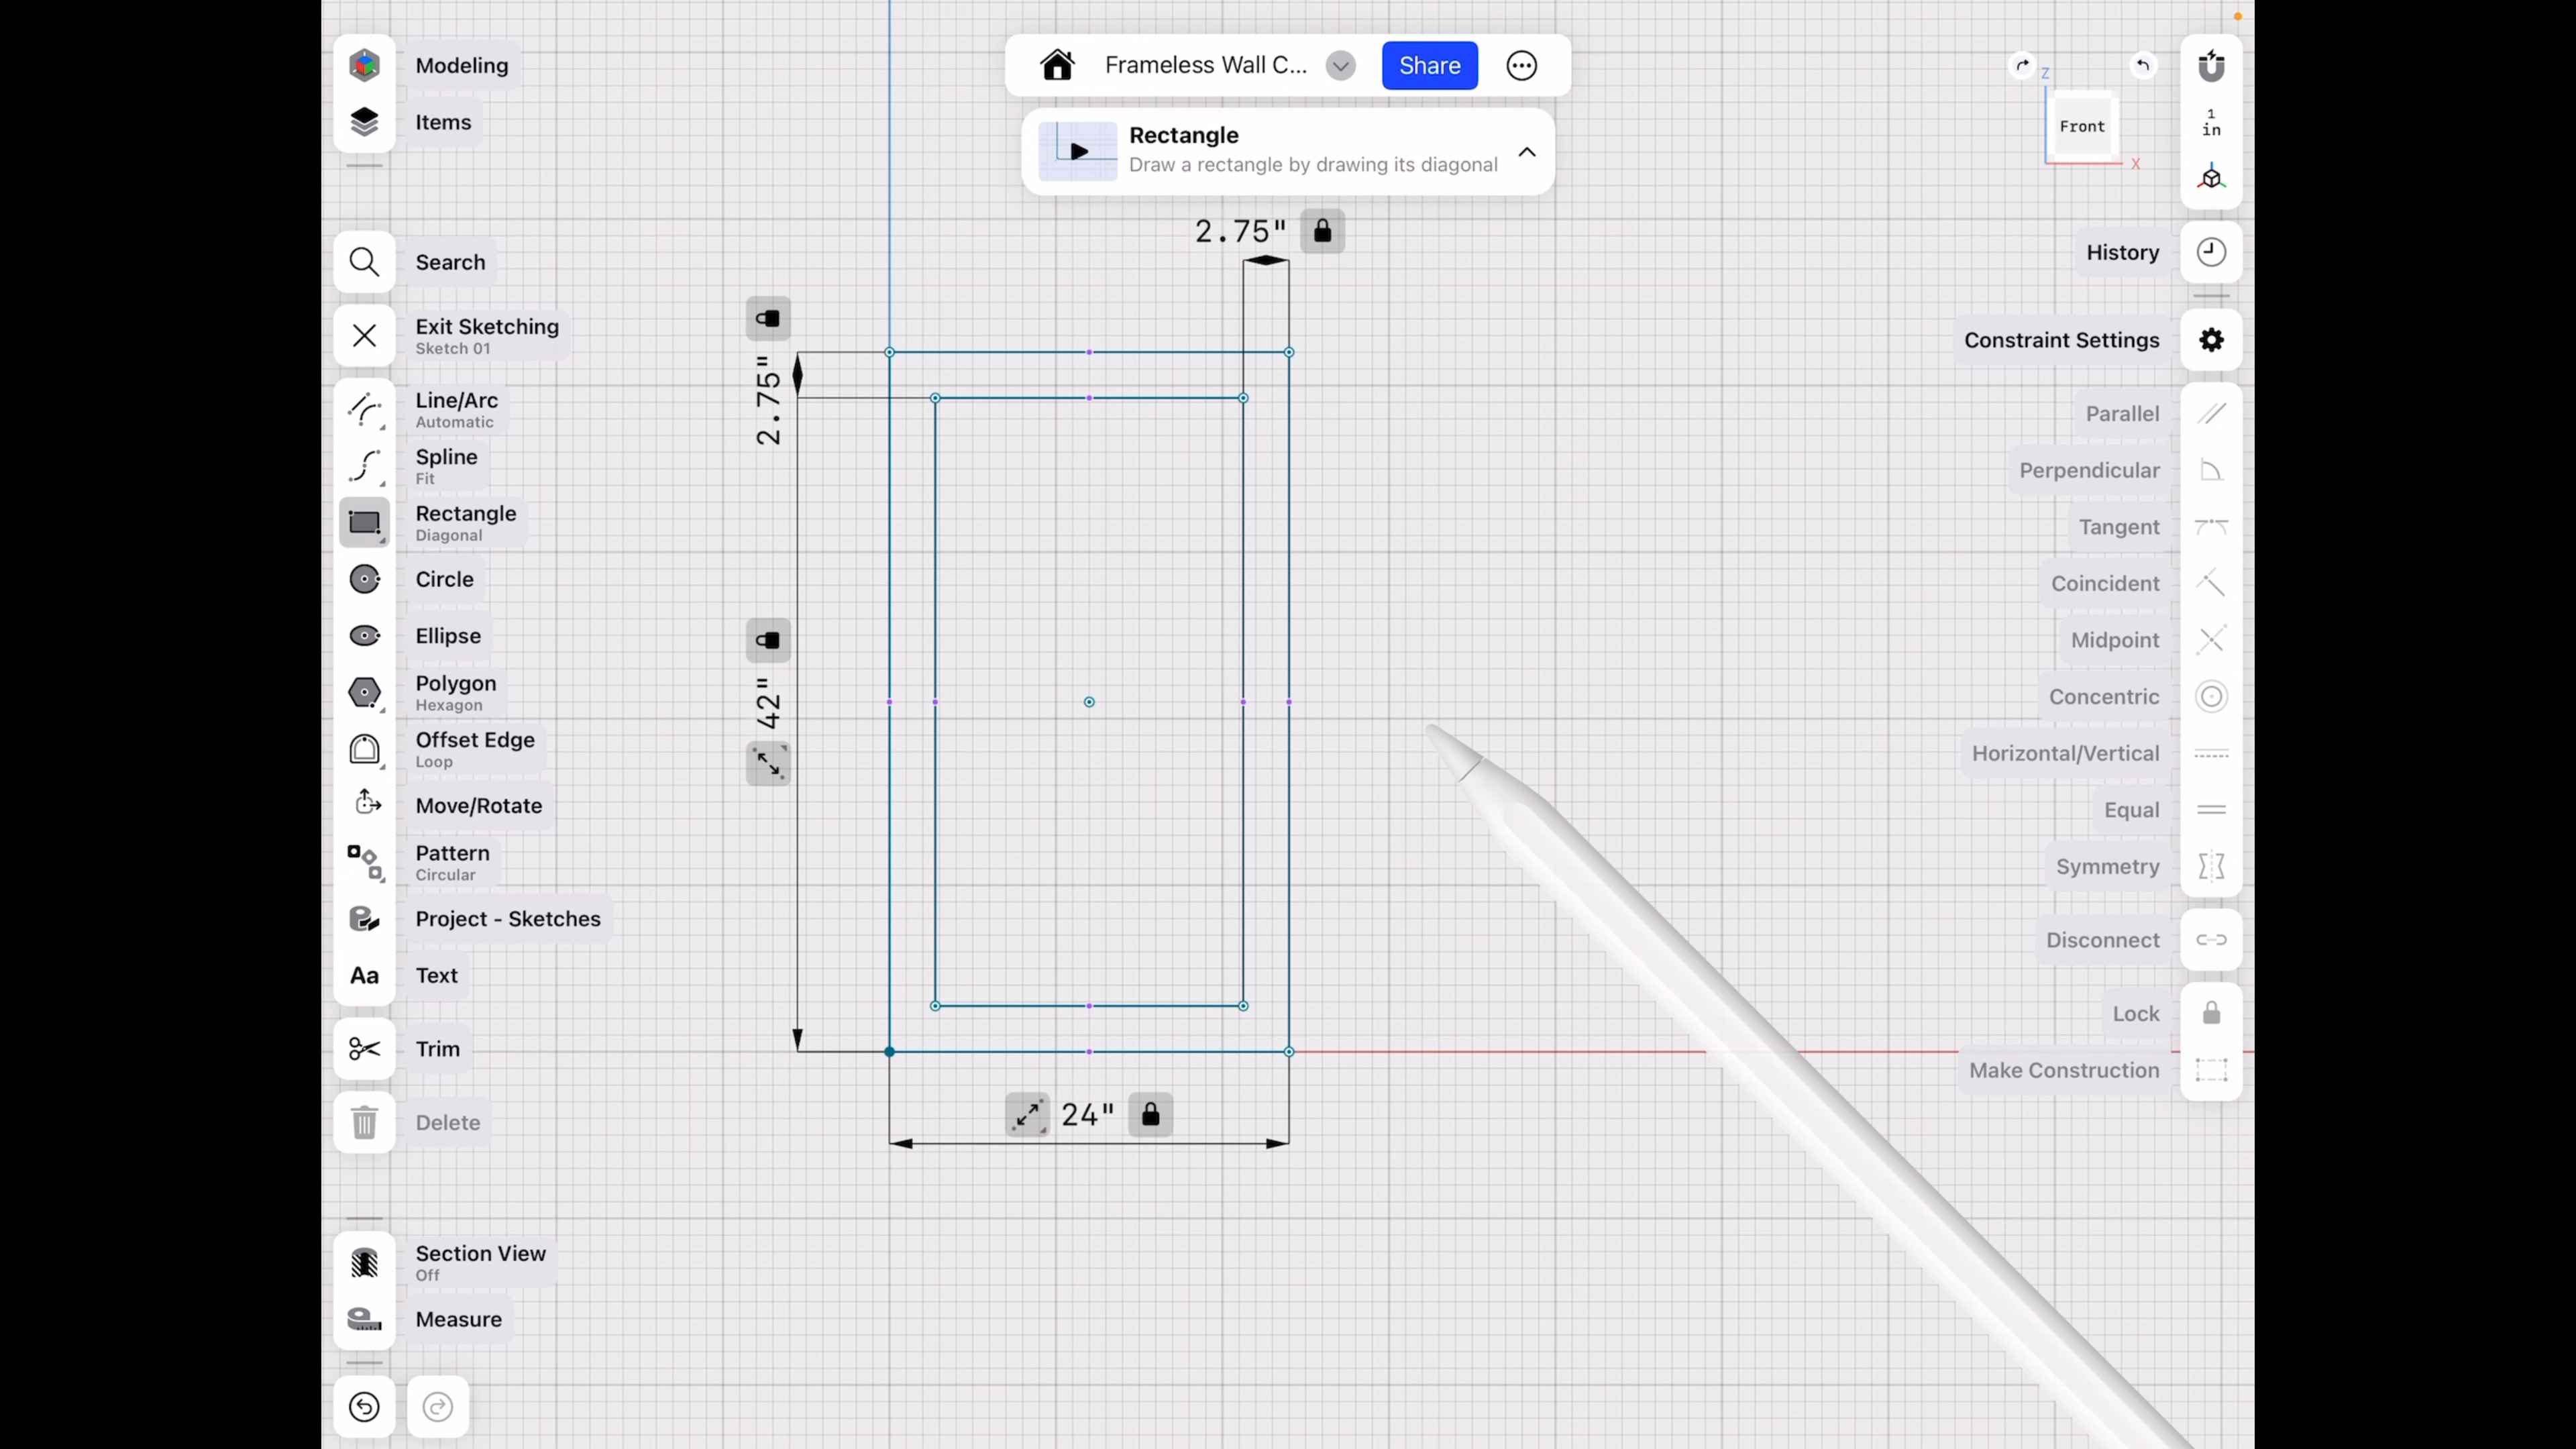 Modeling
Items
Search
Exit Sketching
Sketch 01
Line/Arc
Automatic
Spline
Fit
Rectangle
Diagonal
Circle
Ellipse
Polygon
Hexagon
Offset Edge
Loop
Move/Rotate
Pattern
Circular
Project - Sketches
Aa Text
Trim
Delete
Section View
Off
Measure
Frameless Wall C... Share
Rectangle
Draw a rectangle by drawing its diagonal
2.75"
2.75"
42"
24"
Z
Front
X
1
in
History
Constraint Settings
Parallel
Perpendicular
Tangent
Coincident
Midpoint
Concentric
Horizontal/Vertical
Equal
Symmetry
Disconnect
Lock
Make Construction